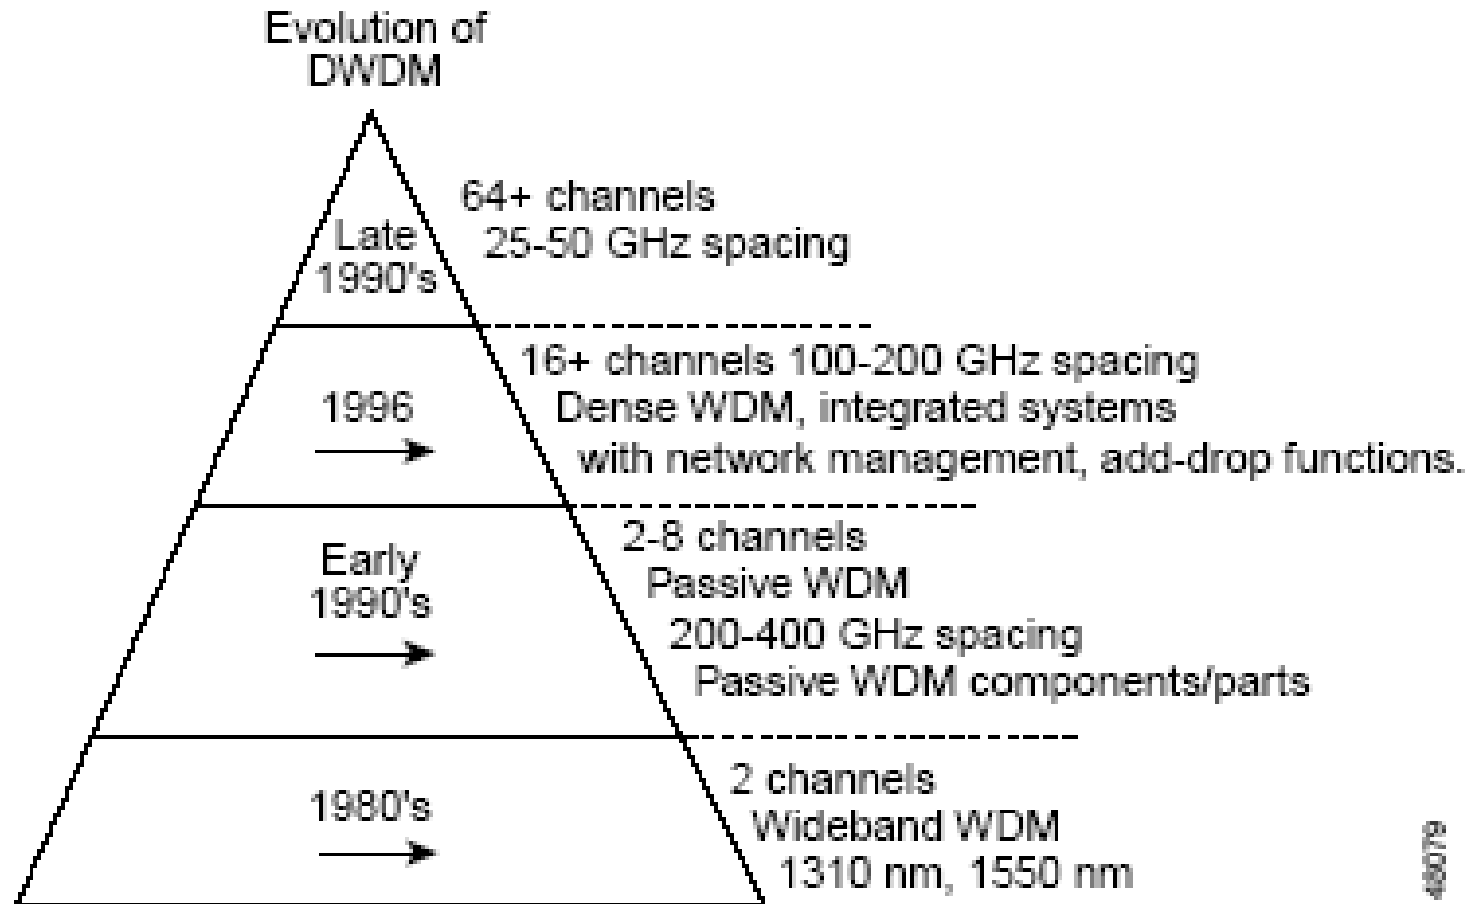 Evolution of
DWDM
Late
1990's
64+ channels
25-50 GHz spacing
1996
16+ channels 100-200 GHz spacing
Dense WDM, integrated systems
with network management, add-drop functions.
Early
1990's
2-8 channels
Passive WDM
200-400 GHz spacing
Passive WDM components/parts
1980's
2 channels
Wideband WDM
1310 nm, 1550 nm
48079